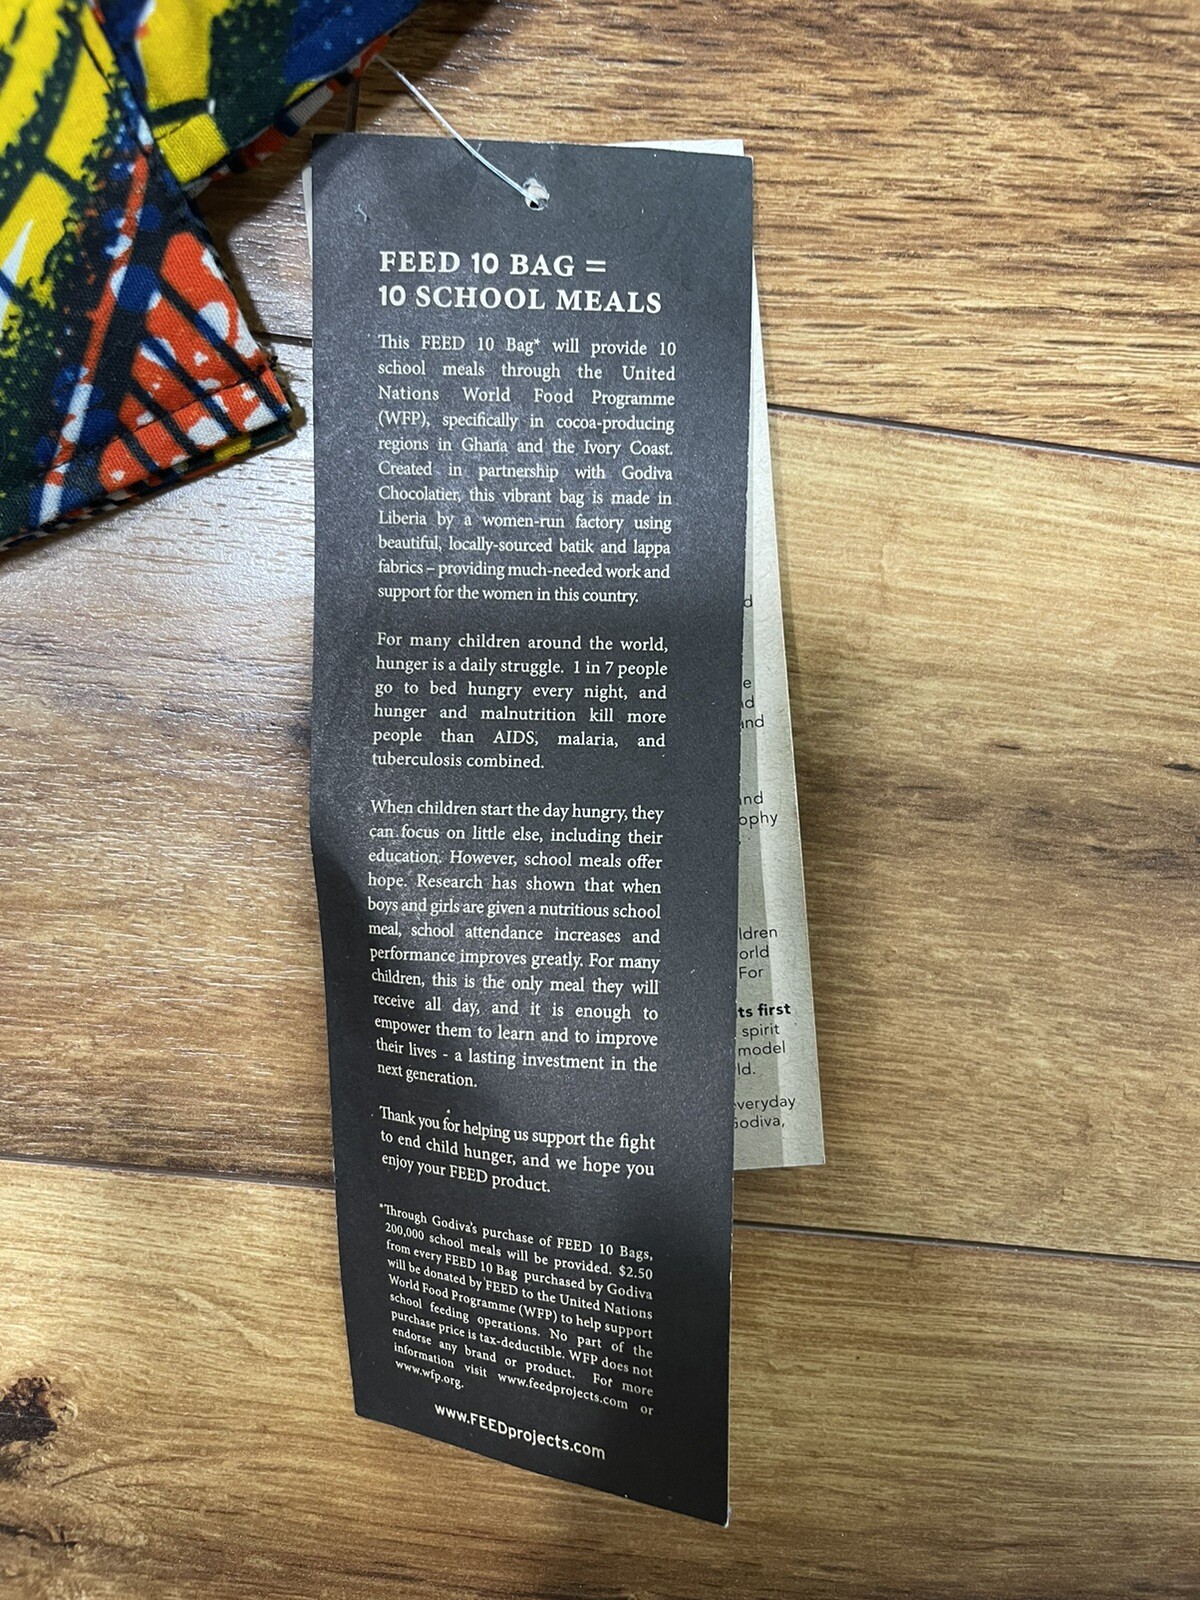 FEED 10 BAG =
10 SCHOOL MEALS
This FEED 10 Bag* will provide 10
school meals through the United
Nations World Food Programme
(WFP), specifically in cocoa-producing
regions in Ghana and the Ivory Coast.
Created in partnership with Godiva
Chocolatier, this vibrant bag is made in
Liberia by a women-run factory using
beautiful, locally-sourced batik and lappa
fabrics – providing much-needed work and
support for the women in this country.
For many children around the world,
hunger is a daily struggle. 1 in 7 people
go to bed hungry every night, and
hunger and malnutrition kill more
people than AIDS, malaria, and
tuberculosis combined.
When children start the day hungry, they
can focus on little else, including their
education. However, school meals offer
hope. Research has shown that when
boys and girls are given a nutritious school
meal, school attendance increases and
performance improves greatly. For many
children, this is the only meal they will
receive all day, and it is enough to
empower them to learn and to improve
their lives - a lasting investment in the
next generation.
Thank you for helping us support the fight
to end child hunger, and we hope you
enjoy your FEED product.
*Through Godiva's purchase of FEED 10 Bags,
200,000 school meals will be provided. $2.50
from every FEED 10 Bag purchased by Godiva
will be donated by FEED to the United Nations
World Food Programme (WFP) to help support
school feeding operations. No part of the
purchase price is tax-deductible. WFP does not
endorse any brand or product. For more
information visit www.feedprojects.com or
www.wfp.org.
www.FEEDprojects.com
For
first
spirit
model
Godiva,